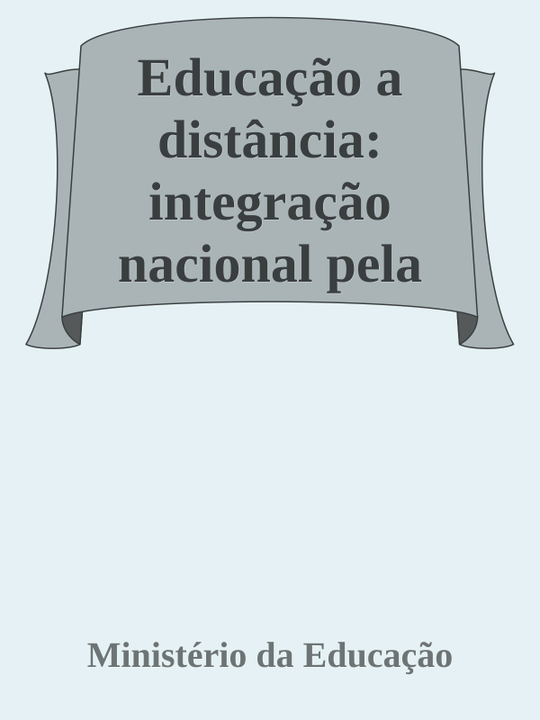 Educação a
distância:
integração
nacional pela
Ministério da Educação